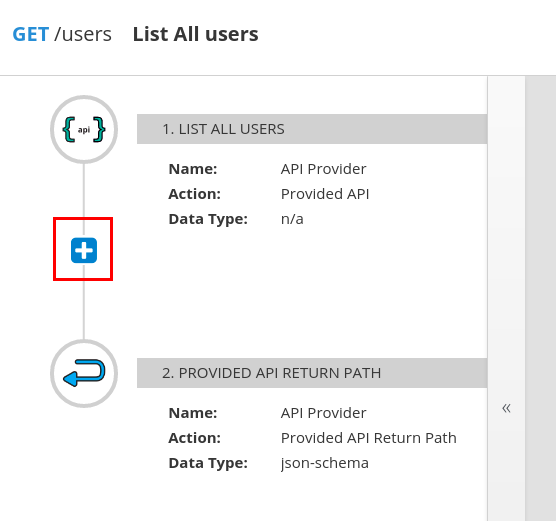 GET /users List All users
{ api }
1. LIST ALL USERS
Name: API Provider
Action: Provided API
Data Type: n/a
2. PROVIDED API RETURN PATH
Name: API Provider
Action: Provided API Return Path
Data Type: json-schema
«